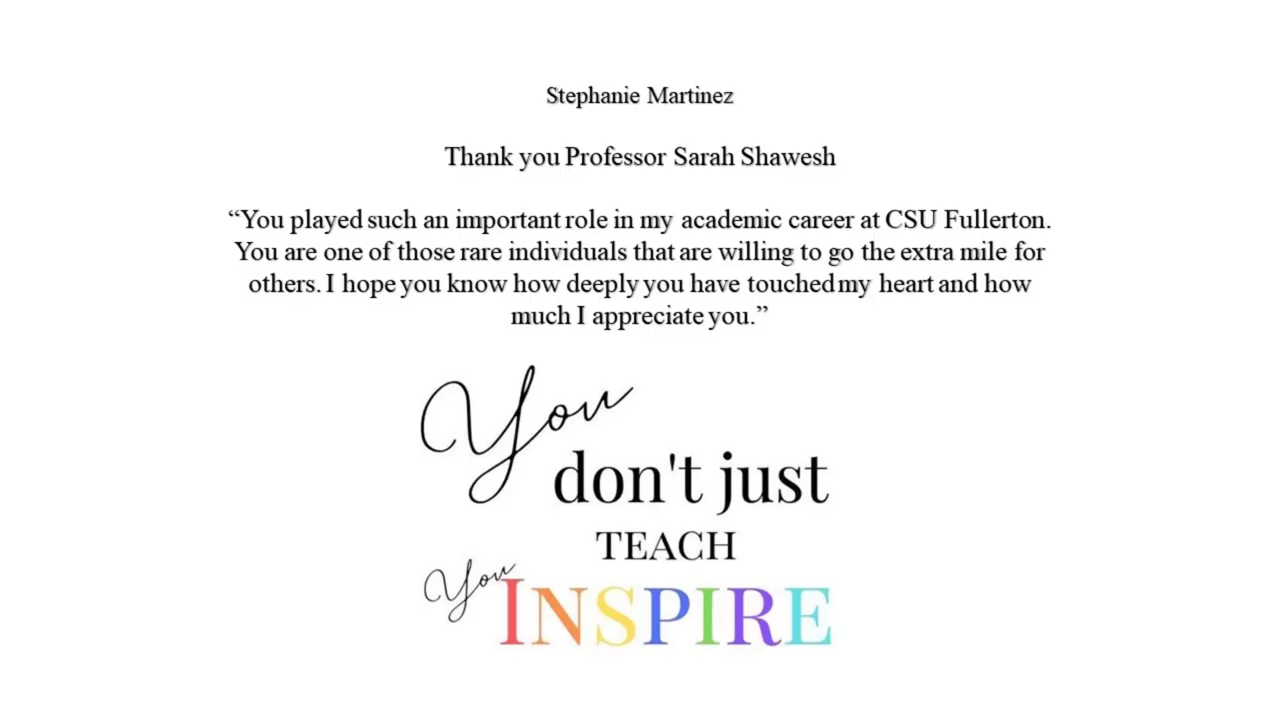 Stephanie Martinez
Thank you Professor Sarah Shawesh
“You played such an important role in my academic career at CSU Fullerton.
You are one of those rare individuals that are willing to go the extra mile for
others. I hope you know how deeply you have touched my heart and how
much I appreciate you.”
You
don't just
TEACH
You INSPIRE